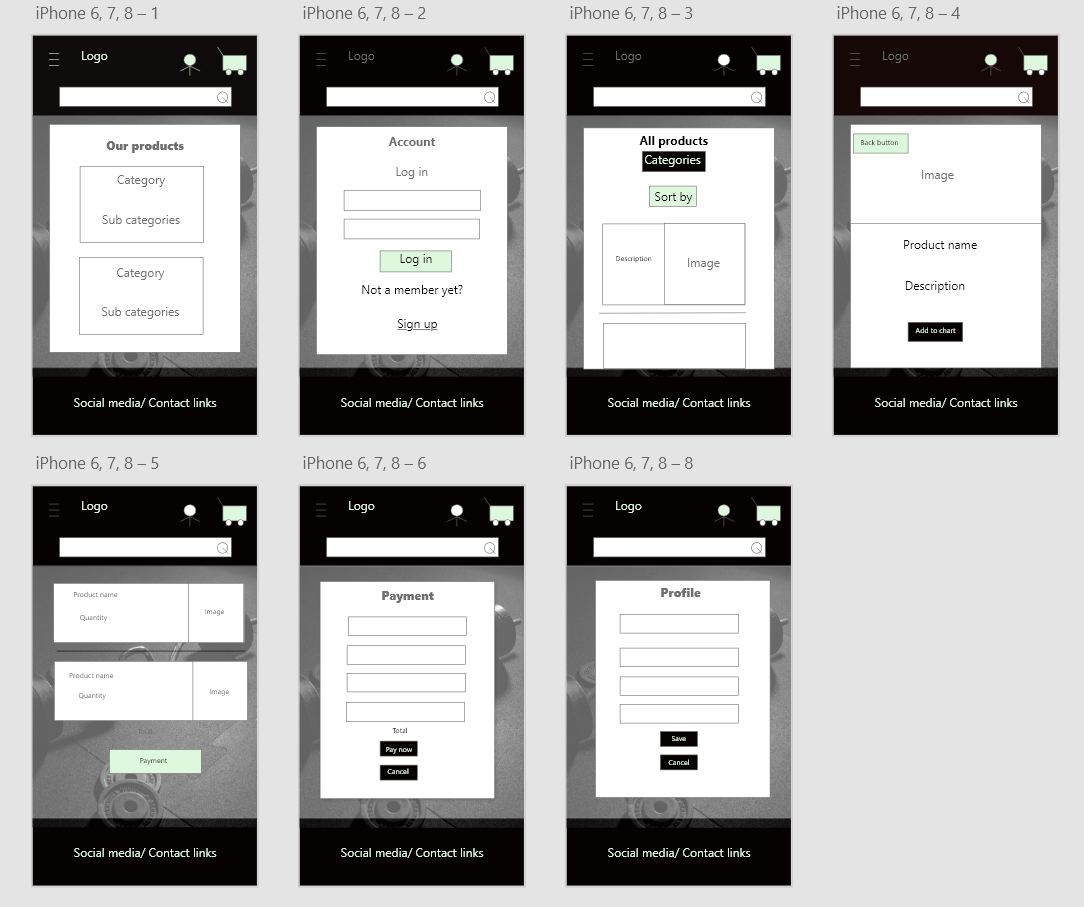 iPhone 6, 7, 8 – 1
Logo
Our products
Category
Sub categories
Category
Sub categories
Social media/ Contact links
iPhone 6, 7, 8 – 2
Logo
Account
Log in
Log in
Not a member yet?
Sign up
Social media/ Contact links
iPhone 6, 7, 8 – 3
Logo
All products
Categories
Sort by
Description
Image
Social media/ Contact links
iPhone 6, 7, 8 – 4
Logo
Back button
Image
Product name
Description
Add to chart
Social media/ Contact links
iPhone 6, 7, 8 – 5
Logo
Product name
Quantity
Image
Product name
Quantity
Image
Total
Payment
Social media/ Contact links
iPhone 6, 7, 8 – 6
Logo
Payment
Total
Pay now
Cancel
Social media/ Contact links
iPhone 6, 7, 8 – 8
Logo
Profile
Save
Cancel
Social media/ Contact links